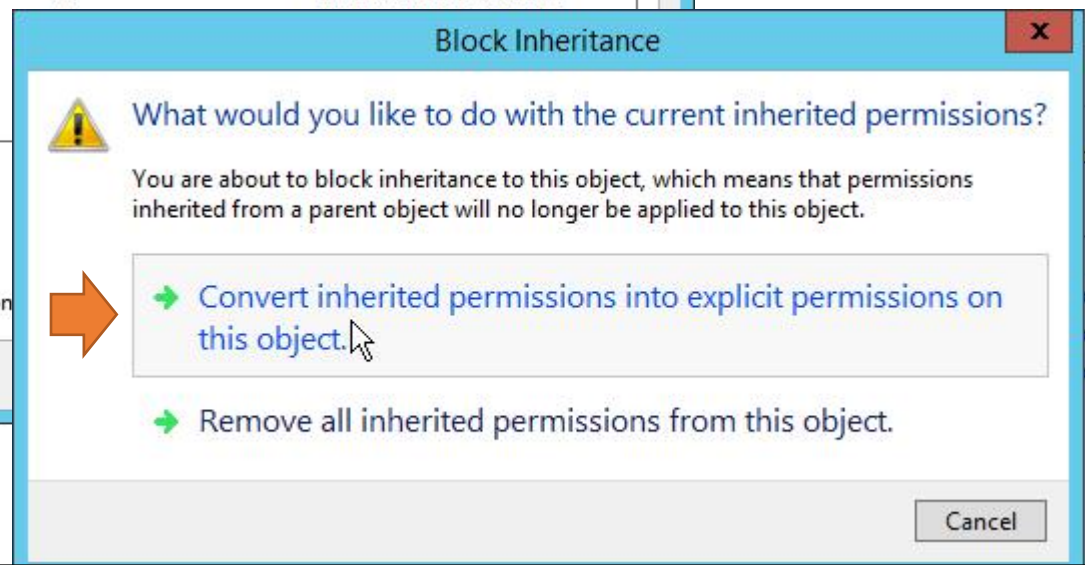 Block Inheritance
x
What would you like to do with the current inherited permissions?
You are about to block inheritance to this object, which means that permissions
inherited from a parent object will no longer be applied to this object.
Convert inherited permissions into explicit permissions on
this object.
Remove all inherited permissions from this object.
Cancel